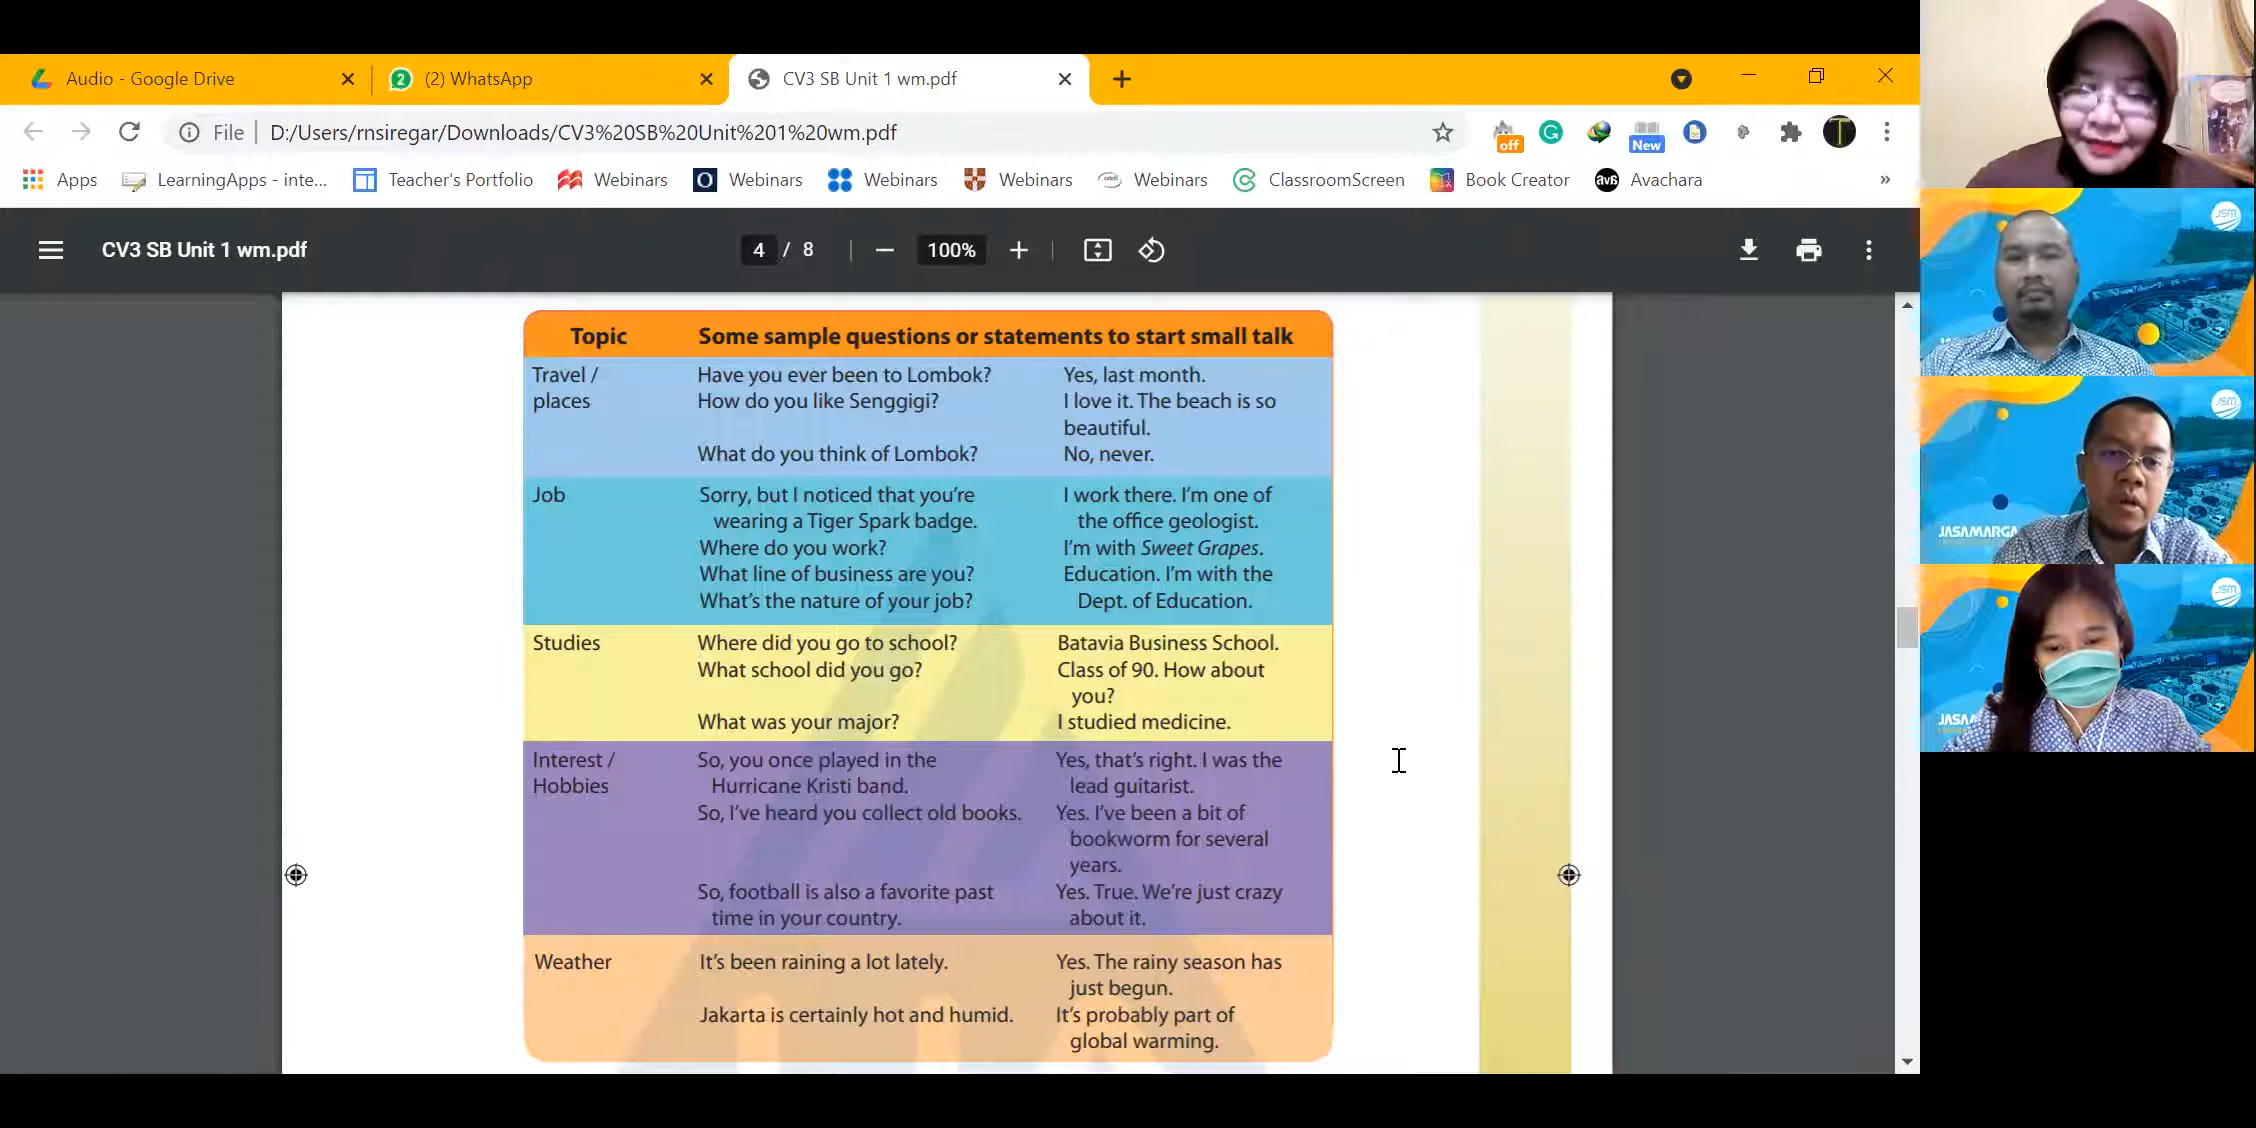 Audio - Google Drive
(2) WhatsApp
CV3 SB Unit 1 wm.pdf
File
D:/Users/rnsiregar/Downloads/CV3%20SB%20Unit%201%20wm.pdf
off
New
T
Apps
LearningApps - inte...
Teacher's Portfolio
Webinars
Webinars
Webinars
Webinars
Webinars
ClassroomScreen
Book Creator
Avachara
»
CV3 SB Unit 1 wm.pdf
4 / 8
100%
Topic
Some sample questions or statements to start small talk
Travel /
places
Have you ever been to Lombok?
Yes, last month.
How do you like Senggigi?
I love it. The beach is so
beautiful.
What do you think of Lombok?
No, never.
Job
Sorry, but I noticed that you're
wearing a Tiger Spark badge.
I work there. I'm one of
the office geologist.
Where do you work?
I'm with Sweet Grapes.
What line of business are you?
Education. I'm with the
What's the nature of your job?
Dept. of Education.
Studies
Where did you go to school?
Batavia Business School.
What school did you go?
Class of 90. How about
you?
What was your major?
I studied medicine.
Interest /
Hobbies
So, you once played in the
Hurricane Kristi band.
Yes, that's right. I was the
lead guitarist.
So, I've heard you collect old books.
Yes. I've been a bit of
bookworm for several
years.
So, football is also a favorite past
time in your country.
Yes. True. We're just crazy
about it.
Weather
It's been raining a lot lately.
Yes. The rainy season has
just begun.
Jakarta is certainly hot and humid.
It's probably part of
global warming.
JSM
JSM
JASAMARGA
JSM
JASA